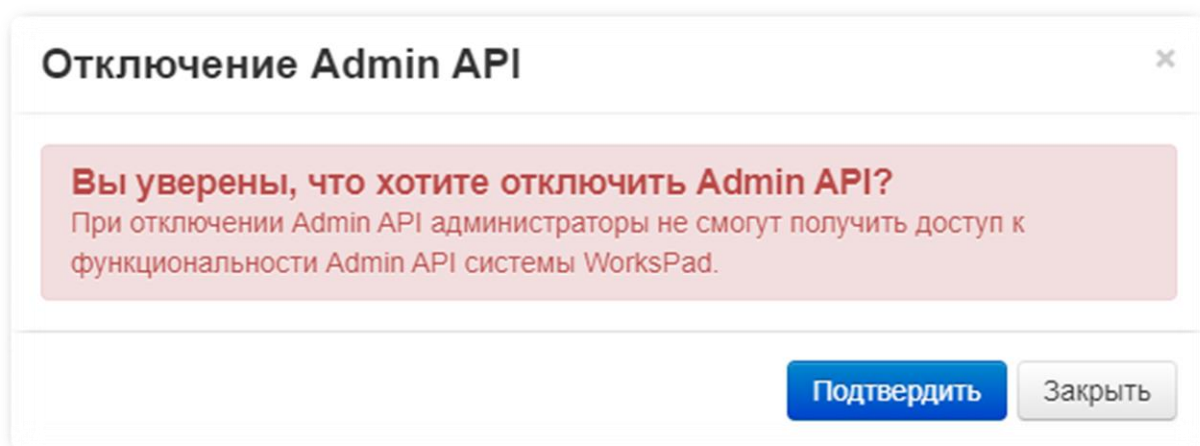 Отключение Admin API
×
Вы уверены, что хотите отключить Admin API?
При отключении Admin API администраторы не смогут получить доступ к
функциональности Admin API системы WorksPad.
Подтвердить Закрыть